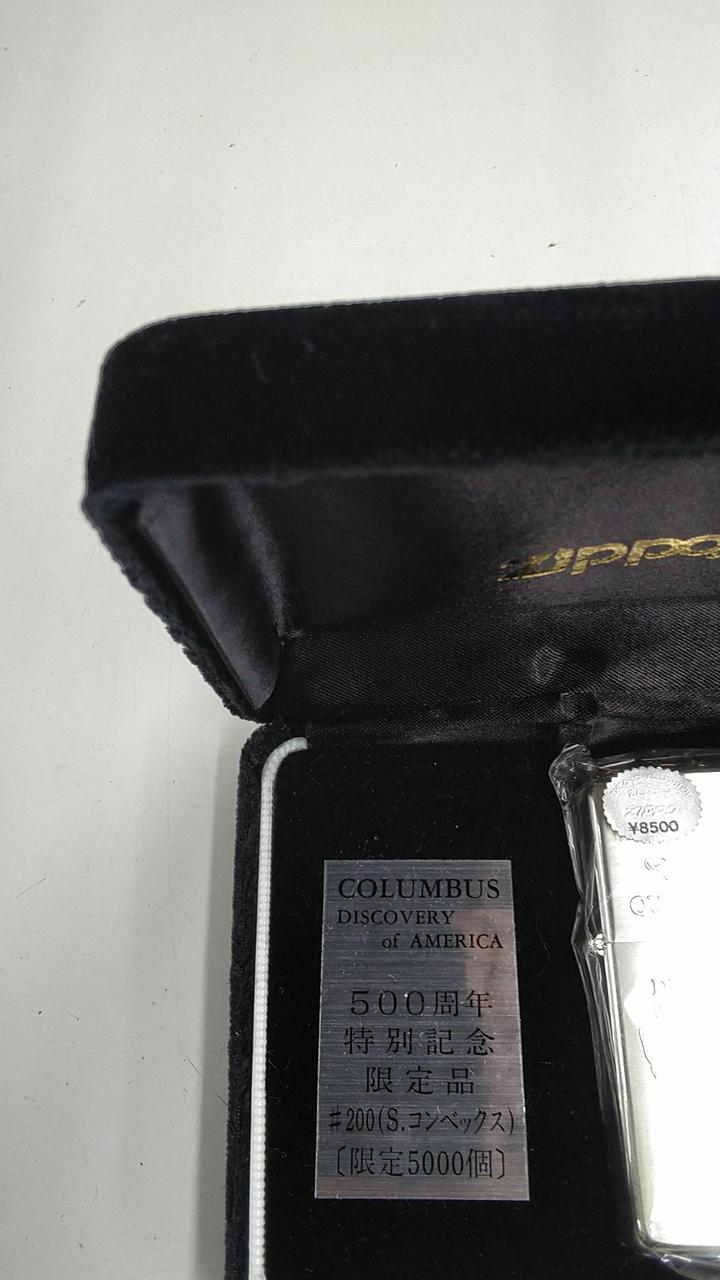 Zippo
ZIPPO
¥8500
COLUMBUS
DISCOVERY
of AMERICA
500周年
特別記念
限定品
#200(S.コンベックス)
〔限定5000個〕